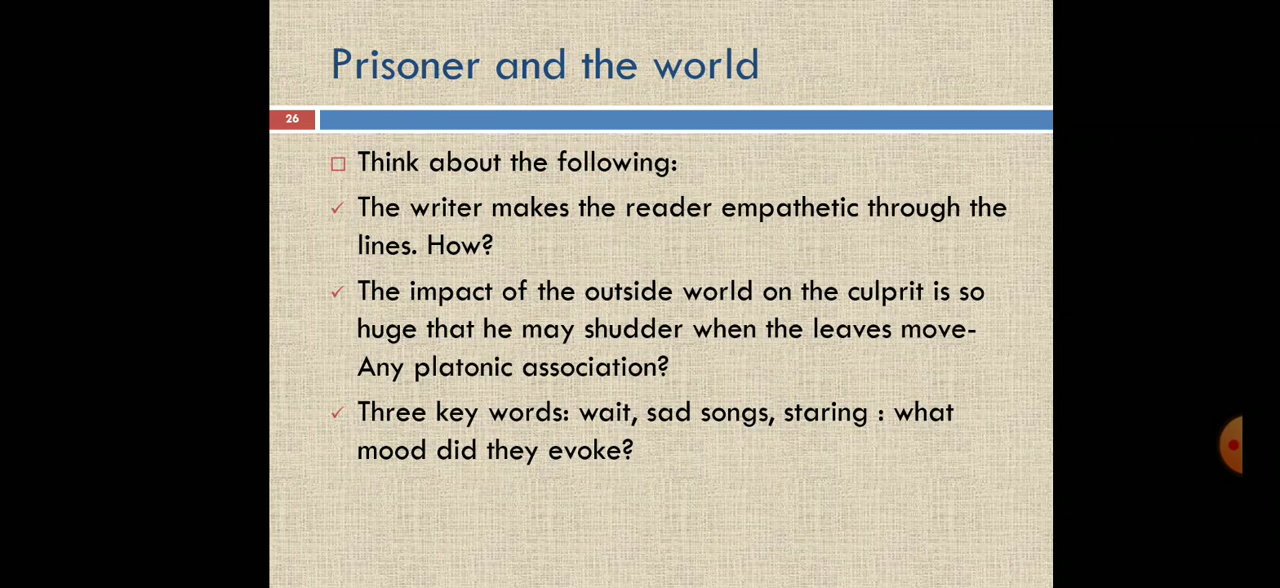 Prisoner and the world
26
Think about the following:
The writer makes the reader empathetic through the
lines. How?
The impact of the outside world on the culprit is so
huge that he may shudder when the leaves move-
Any platonic association?
Three key words: wait, sad songs, staring : what
mood did they evoke?